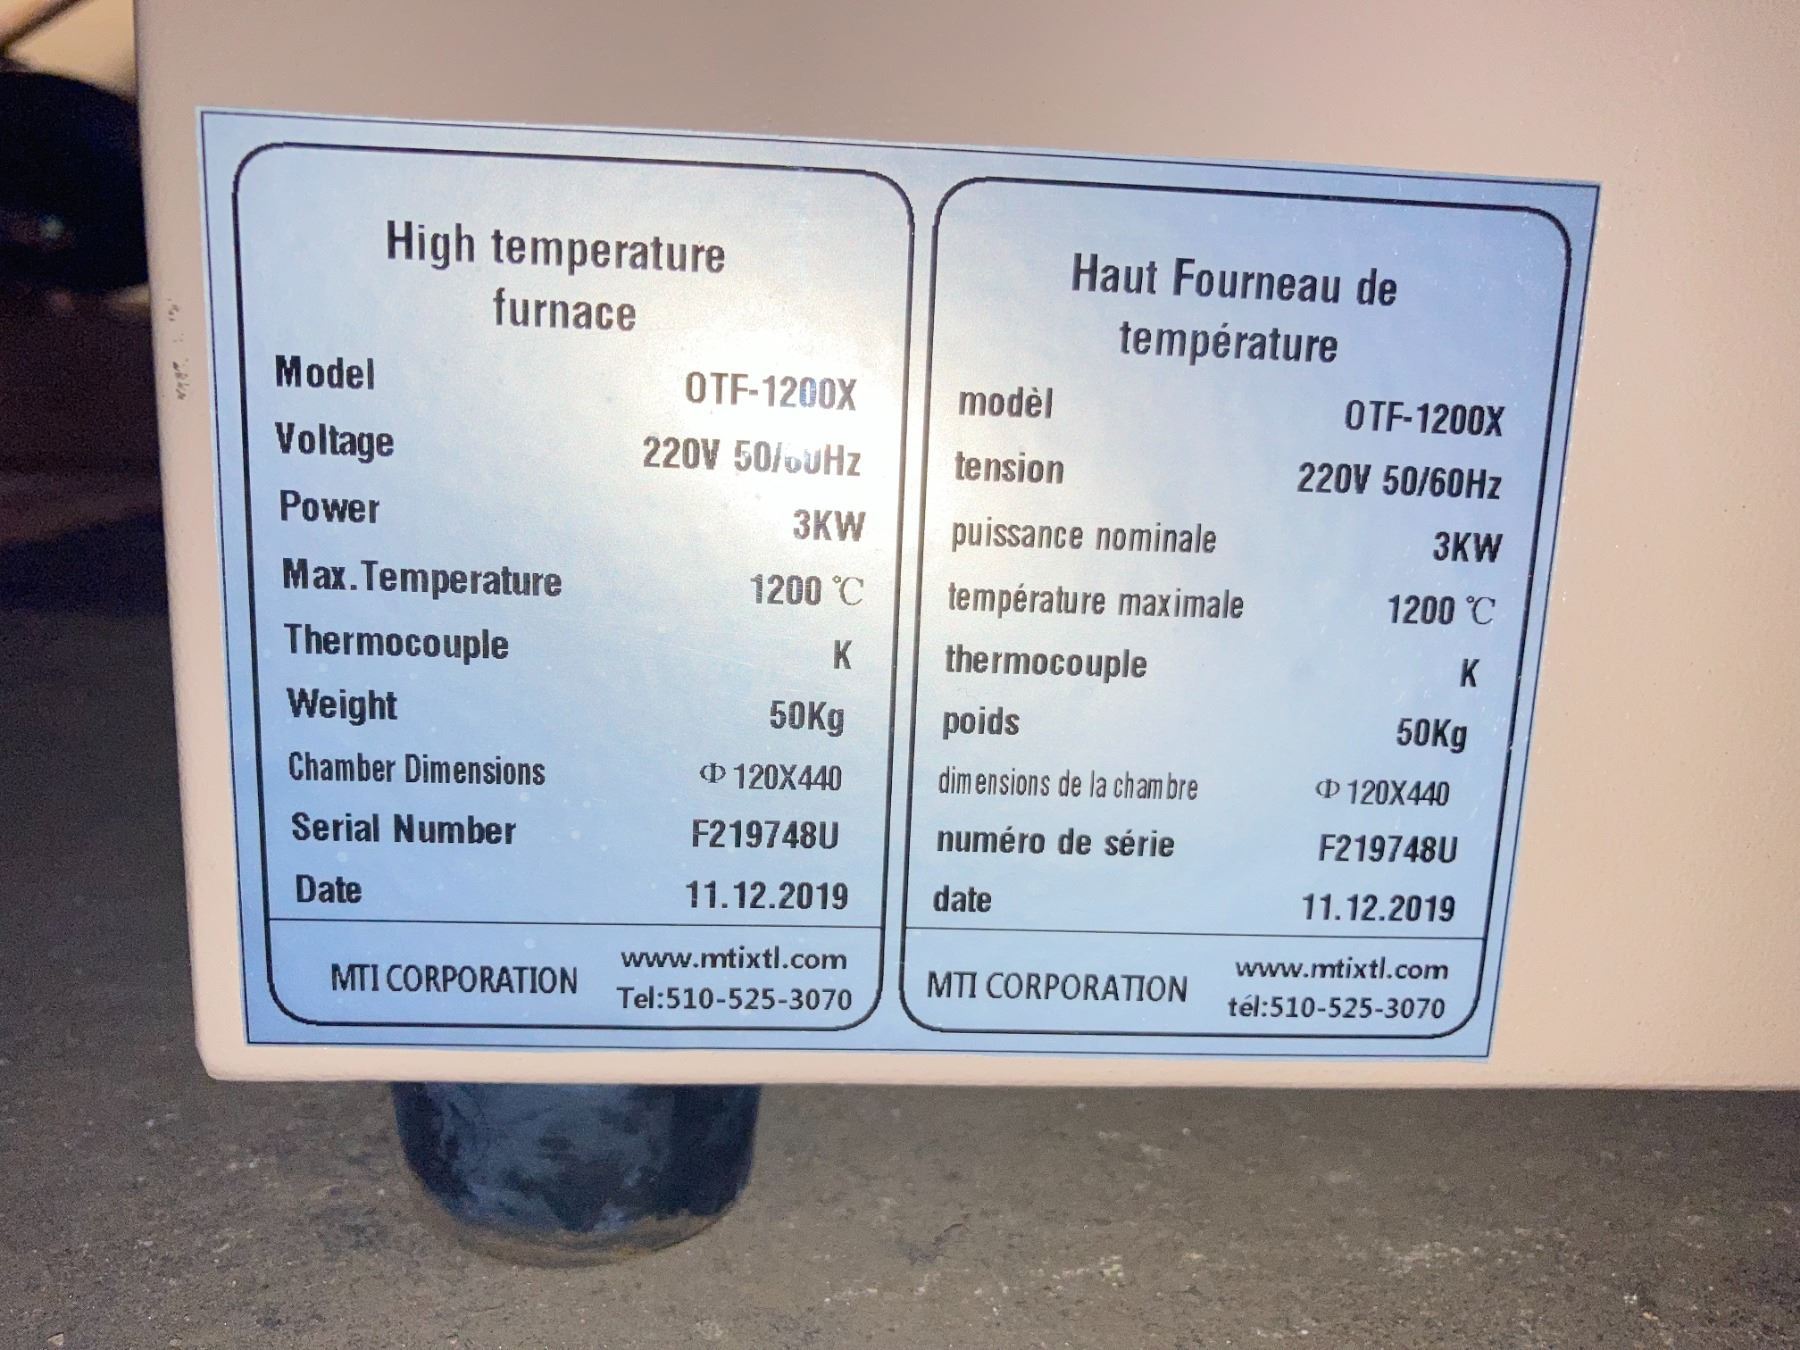 High temperature
furnace
Model OTF-1200X
Voltage 220V 50/60Hz
Power 3KW
Max.Temperature 1200 ℃
Thermocouple K
Weight 50Kg
Chamber Dimensions Φ120X440
Serial Number F219748U
Date 11.12.2019
MTI CORPORATION
www.mtixtl.com
Tel:510-525-3070
Haut Fourneau de
température
modèl OTF-1200X
tension 220V 50/60Hz
puissance nominale 3KW
température maximale 1200 ℃
thermocouple K
poids 50Kg
dimensions de la chambre Φ120X440
numéro de série F219748U
date 11.12.2019
MTI CORPORATION
www.mtixtl.com
tél:510-525-3070